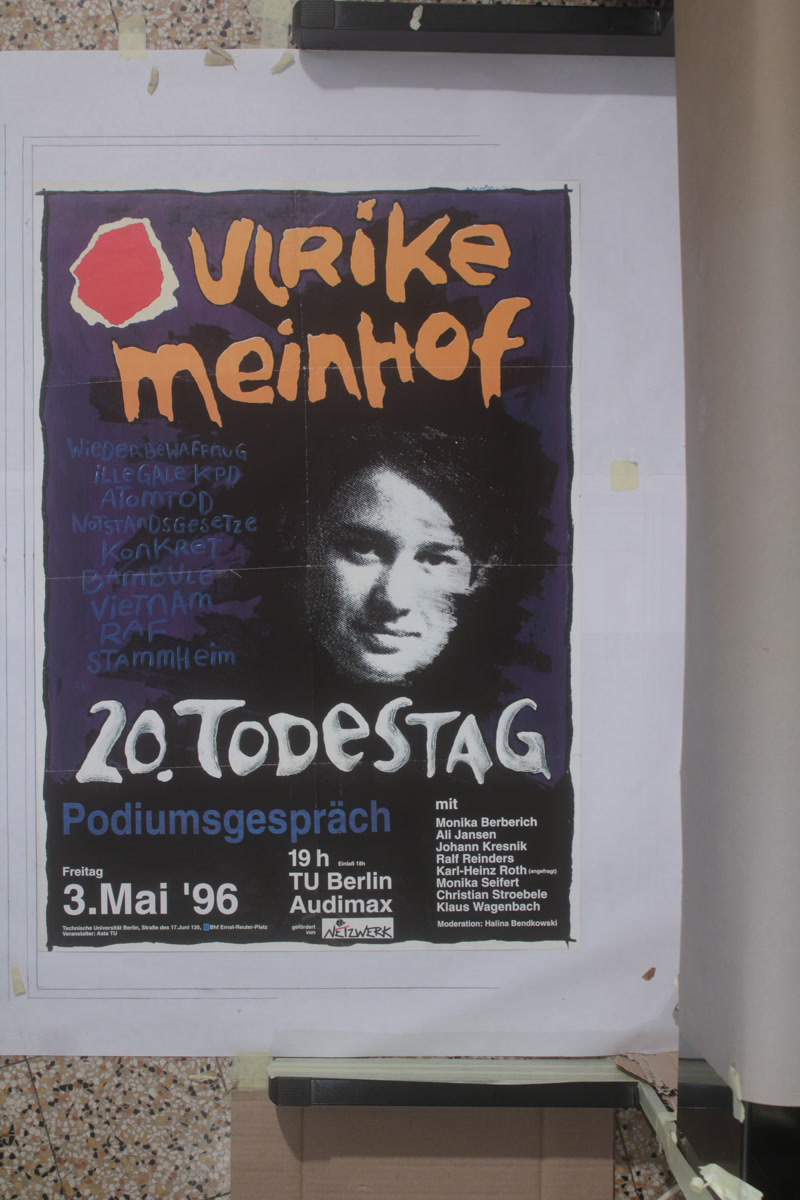 Ulrike
meinhof
WiederbewAffnug
illeGAle KPD
Atomtod
Notstandsgesetze
Konkret
Bambule
Vietnam
RAF
Stammheim
20. Todestag
Podiumsgespräch
Freitag
3.Mai '96
19 h Einlaß 18h
TU Berlin
Audimax
Technische Universität Berlin, Straße des 17.Juni 135, U Bhf Ernst-Reuter-Platz
Veranstalter: Asta TU
gefördert
von
NETZWERK
mit
Monika Berberich
Ali Jansen
Johann Kresnik
Ralf Reinders
Karl-Heinz Roth (angefragt)
Monika Seifert
Christian Stroebele
Klaus Wagenbach
Moderation: Halina Bendkowski